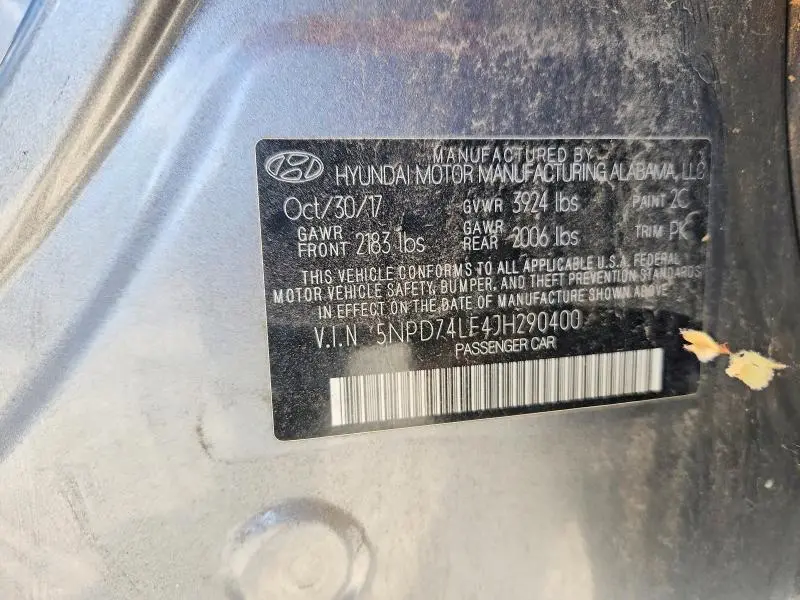 MANUFACTURED BY
HYUNDAI MOTOR MANUFACTURING ALABAMA, LLC
Oct/30/17 GVWR 3924 lbs PAINT 2C
GAWR FRONT 2183 lbs GAWR REAR 2006 lbs TRIM PK
THIS VEHICLE CONFORMS TO ALL APPLICABLE U.S.A. FEDERAL
MOTOR VEHICLE SAFETY, BUMPER, AND THEFT PREVENTION STANDARDS
IN EFFECT ON THE DATE OF MANUFACTURE SHOWN ABOVE.
V.I.N 5NPD74LF4JH290400
PASSENGER CAR